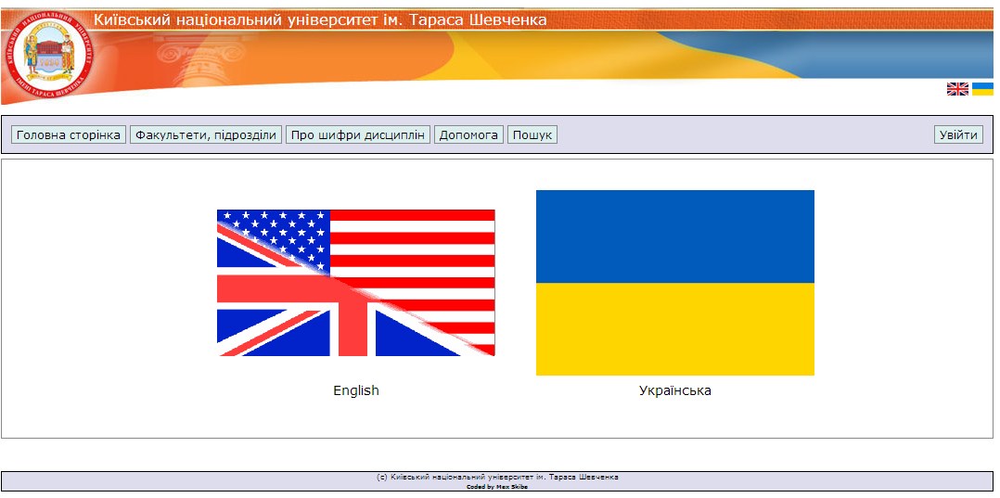 Київський національний університет ім. Тараса Шевченка
Головна сторінка Факультети, підрозділи Про шифри дисциплін Допомога Пошук Увійти
English Українська
(c) Київський національний університет ім. Тараса Шевченка
Coded by Mex Skibe